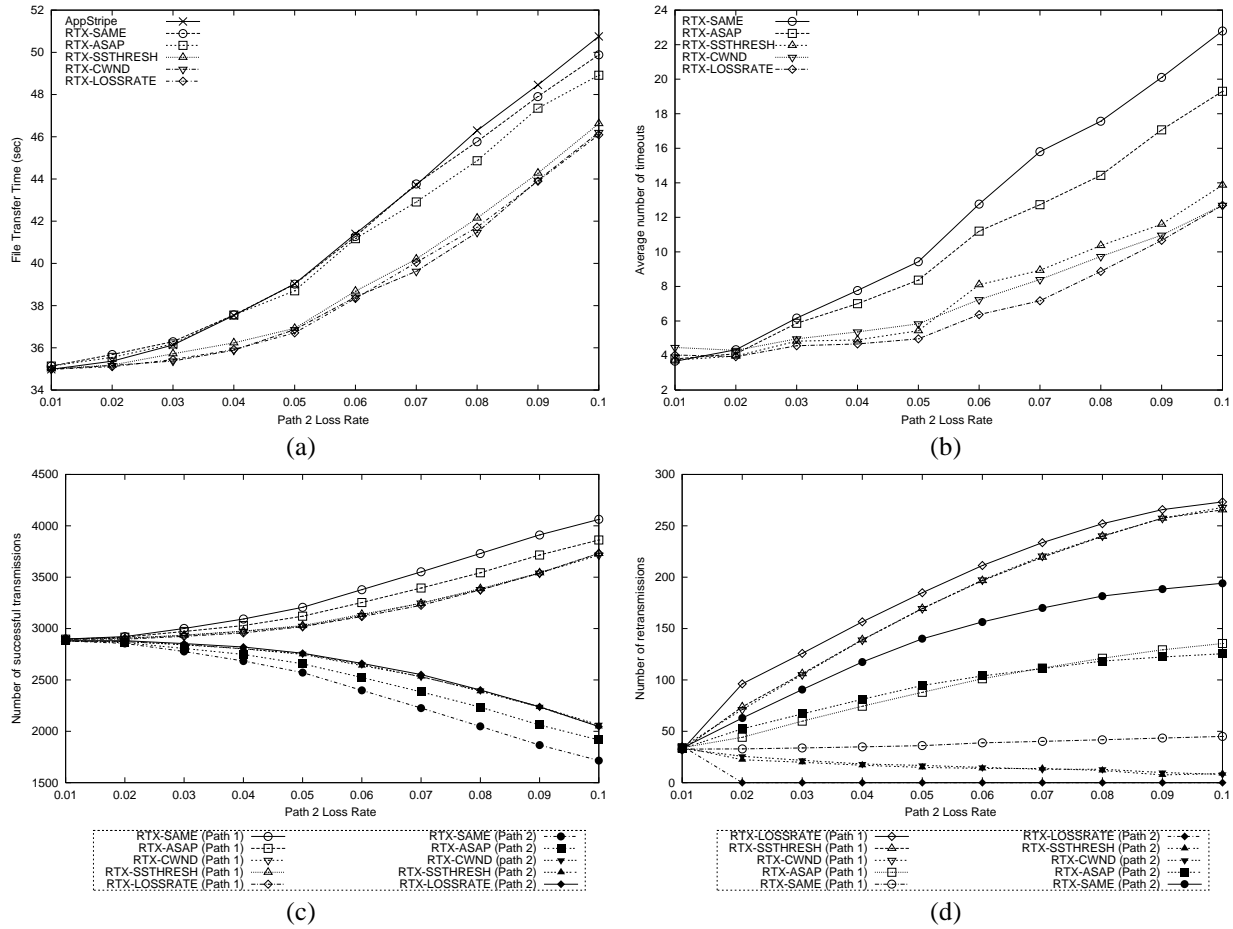 AppStripe
RTX-SAME
RTX-ASAP
RTX-SSTHRESH
RTX-CWND
RTX-LOSSRATE
52
50
48
46
44
42
40
38
36
34
File Transfer Time (sec)
0.01 0.02 0.03 0.04 0.05 0.06 0.07 0.08 0.09 0.1
Path 2 Loss Rate
(a)
RTX-SAME
RTX-ASAP
RTX-SSTHRESH
RTX-CWND
RTX-LOSSRATE
24
22
20
18
16
14
12
10
8
6
4
2
Average number of timeouts
0.01 0.02 0.03 0.04 0.05 0.06 0.07 0.08 0.09 0.1
Path 2 Loss Rate
(b)
4500
4000
3500
3000
2500
2000
1500
Number of successful transmissions
0.01 0.02 0.03 0.04 0.05 0.06 0.07 0.08 0.09 0.1
Path 2 Loss Rate
RTX-SAME (Path 1) RTX-SAME (Path 2)
RTX-ASAP (Path 1) RTX-ASAP (Path 2)
RTX-CWND (Path 1) RTX-CWND (path 2)
RTX-SSTHRESH (Path 1) RTX-SSTHRESH (Path 2)
RTX-LOSSRATE (Path 1) RTX-LOSSRATE (Path 2)
(c)
300
250
200
150
100
50
0
Number of retransmissions
0.01 0.02 0.03 0.04 0.05 0.06 0.07 0.08 0.09 0.1
Path 2 Loss Rate
RTX-LOSSRATE (Path 1) RTX-LOSSRATE (Path 2)
RTX-SSTHRESH (Path 1) RTX-SSTHRESH (Path 2)
RTX-CWND (Path 1) RTX-CWND (path 2)
RTX-ASAP (Path 1) RTX-ASAP (Path 2)
RTX-SAME (Path 1) RTX-SAME (Path 2)
(d)